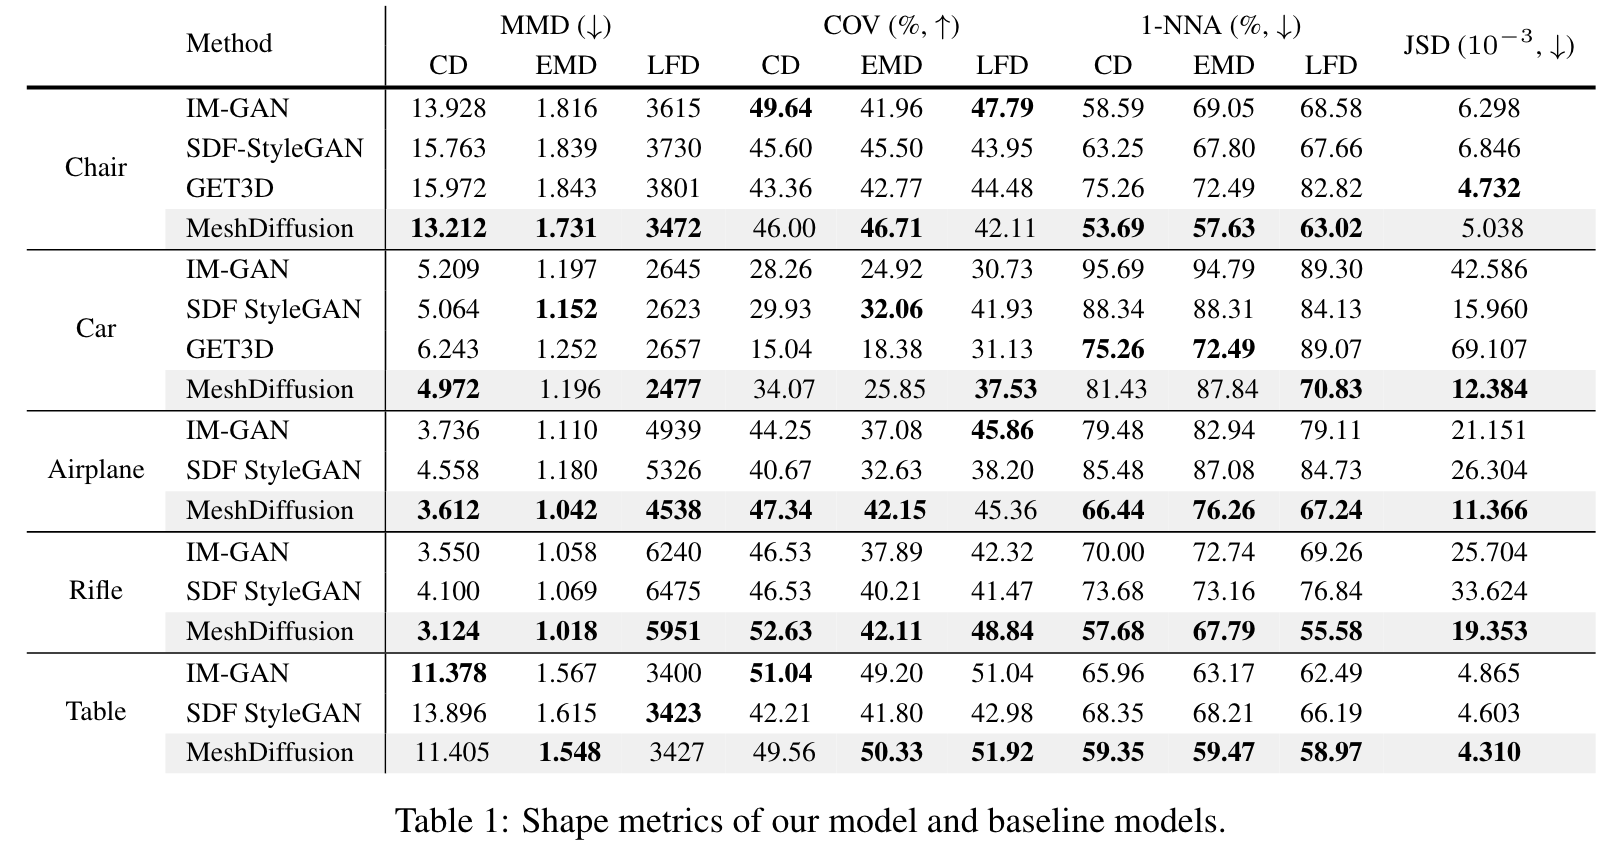 Method MMD (↓) COV (%, ↑) 1-NNA (%, ↓) JSD (10⁻³, ↓)
CD EMD LFD CD EMD LFD CD EMD LFD
Chair
IM-GAN 13.928 1.816 3615 49.64 41.96 47.79 58.59 69.05 68.58 6.298
SDF-StyleGAN 15.763 1.839 3730 45.60 45.50 43.95 63.25 67.80 67.66 6.846
GET3D 15.972 1.843 3801 43.36 42.77 44.48 75.26 72.49 82.82 4.732
MeshDiffusion 13.212 1.731 3472 46.00 46.71 42.11 53.69 57.63 63.02 5.038
Car
IM-GAN 5.209 1.197 2645 28.26 24.92 30.73 95.69 94.79 89.30 42.586
SDF StyleGAN 5.064 1.152 2623 29.93 32.06 41.93 88.34 88.31 84.13 15.960
GET3D 6.243 1.252 2657 15.04 18.38 31.13 75.26 72.49 89.07 69.107
MeshDiffusion 4.972 1.196 2477 34.07 25.85 37.53 81.43 87.84 70.83 12.384
Airplane
IM-GAN 3.736 1.110 4939 44.25 37.08 45.86 79.48 82.94 79.11 21.151
SDF StyleGAN 4.558 1.180 5326 40.67 32.63 38.20 85.48 87.08 84.73 26.304
MeshDiffusion 3.612 1.042 4538 47.34 42.15 45.36 66.44 76.26 67.24 11.366
Rifle
IM-GAN 3.550 1.058 6240 46.53 37.89 42.32 70.00 72.74 69.26 25.704
SDF StyleGAN 4.100 1.069 6475 46.53 40.21 41.47 73.68 73.16 76.84 33.624
MeshDiffusion 3.124 1.018 5951 52.63 42.11 48.84 57.68 67.79 55.58 19.353
Table
IM-GAN 11.378 1.567 3400 51.04 49.20 51.04 65.96 63.17 62.49 4.865
SDF StyleGAN 13.896 1.615 3423 42.21 41.80 42.98 68.35 68.21 66.19 4.603
MeshDiffusion 11.405 1.548 3427 49.56 50.33 51.92 59.35 59.47 58.97 4.310
Table 1: Shape metrics of our model and baseline models.